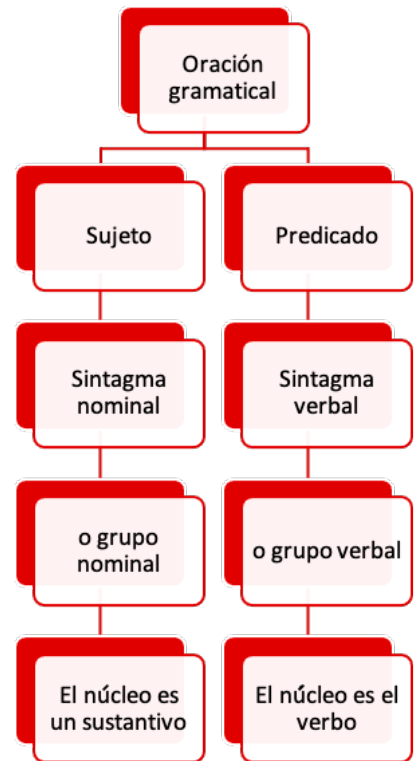 Oración
gramatical
Sujeto
Predicado
Sintagma
nominal
Sintagma
verbal
o grupo
nominal
o grupo verbal
El núcleo es
un sustantivo
El núcleo es el
verbo